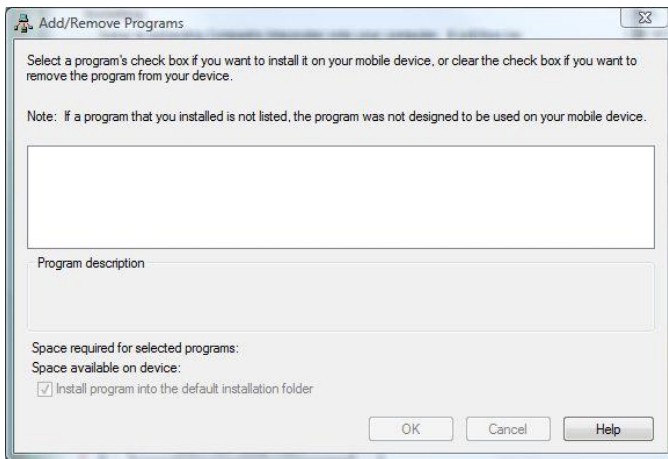 Add/Remove Programs
Select a program's check box if you want to install it on your mobile device, or clear the check box if you want to
remove the program from your device.
Note: If a program that you installed is not listed, the program was not designed to be used on your mobile device.
Program description
Space required for selected programs:
Space available on device:
Install program into the default installation folder
OK Cancel Help